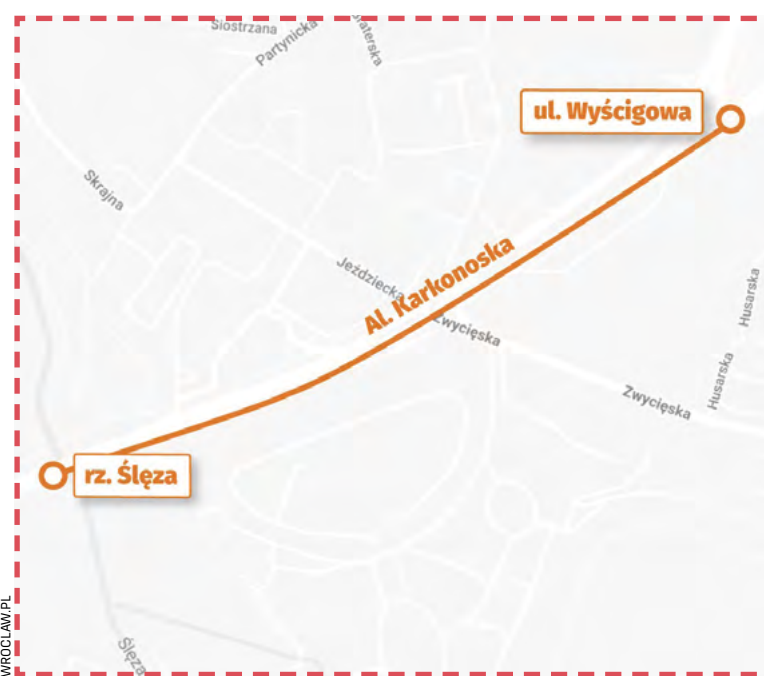 Siostrzana
Partynicka
ul. Wyścigowa
Skrajna
Jeździecka
Al. Karkonoska
Zwycięska
Husarska
Husarska
Zwycięska
rz. Ślęza
Ślęza
WROCLAW.PL